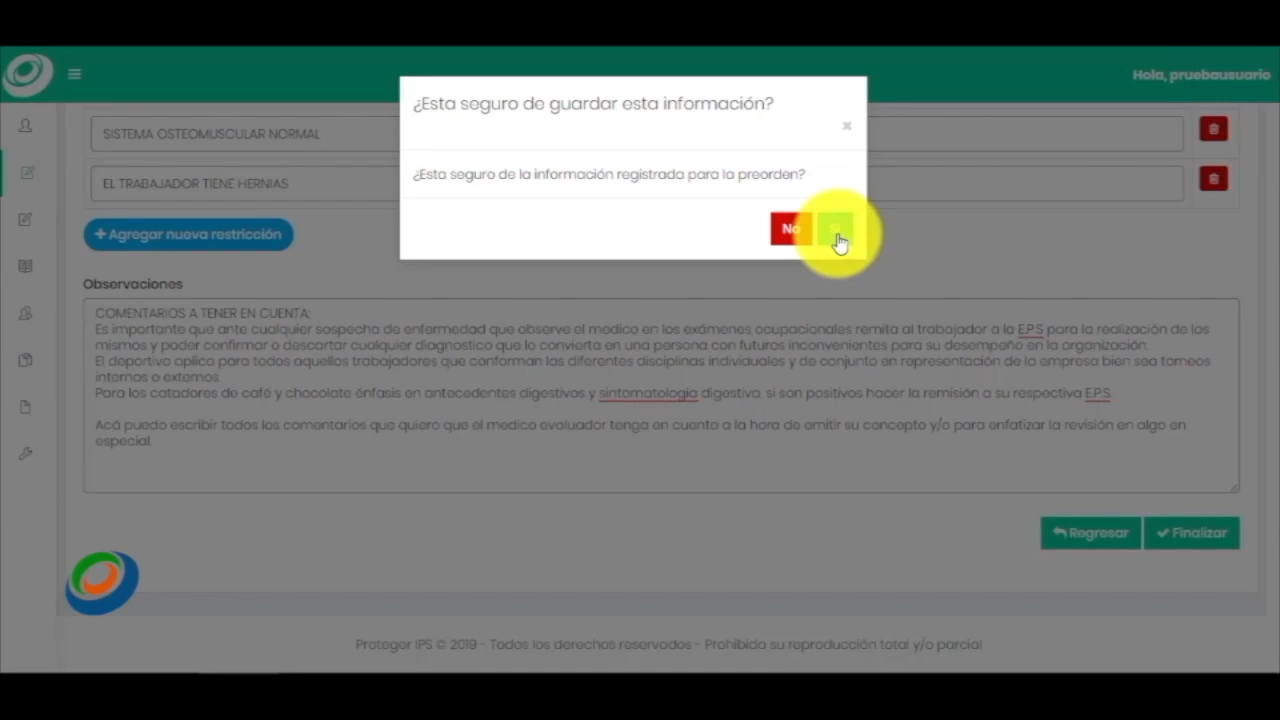 Hola, pruebausuario
¿Esta seguro de guardar esta información?
×
¿Esta seguro de la información registrada para la preorden?
No
Si
SISTEMA OSTEOMUSCULAR NORMAL
EL TRABAJADOR TIENE HERNIAS
+ Agregar nueva restricción
Observaciones
COMENTARIOS A TENER EN CUENTA:
Es importante que ante cualquier sospecha de enfermedad que observe el medico en los exámenes ocupacionales remita al trabajador a la E.P.S para la realización de los
mismos y poder confirmar o descartar cualquier diagnostico que lo convierta en una persona con futuros inconvenientes para su desempeño en la organización.
El deportivo aplica para todos aquellos trabajadores que conforman las diferentes disciplinas individuales y de conjunto en representación de la empresa bien sea torneos
internos o externos.
Para los catadores de café y chocolate énfasis en antecedentes digestivos y sintomatologia digestiva, si son positivos hacer la remisión a su respectiva E.P.S.
Acá puedo escribir todos los comentarios que quiero que el medico evaluador tenga en cuenta a la hora de emitir su concepto y/o para enfatizar la revisión en algo en
especial.
Regresar
Finalizar
Proteger IPS © 2019 - Todos los derechos reservados - Prohibida su reproducción total y/o parcial